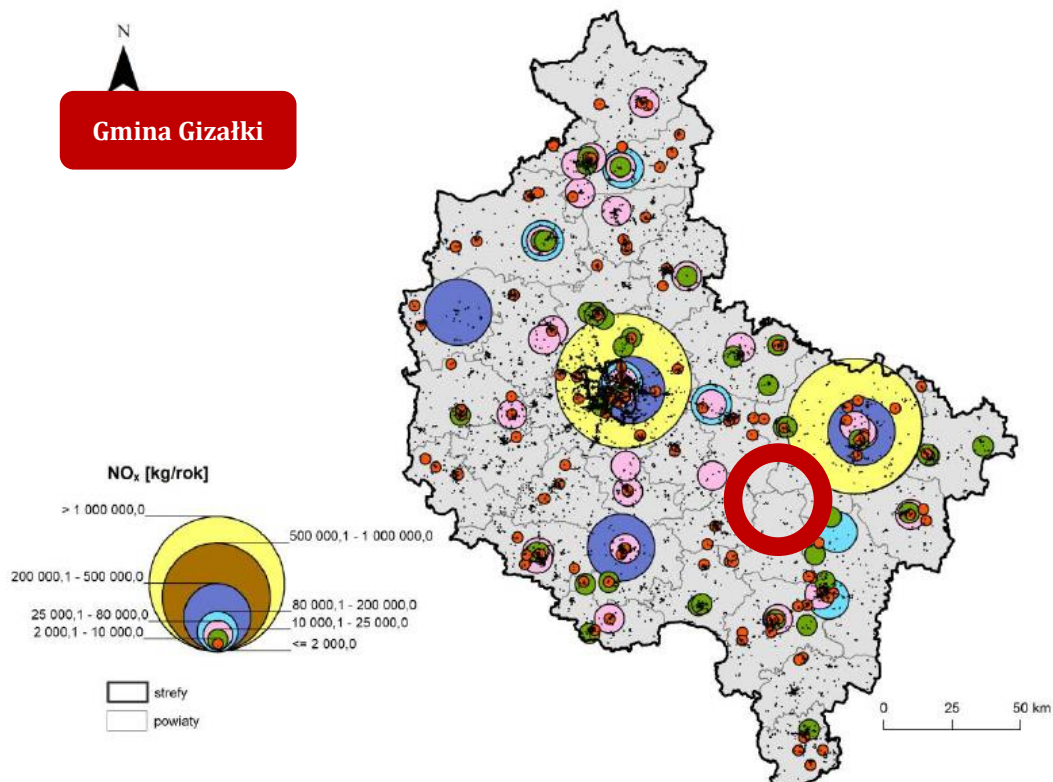 N
Gmina Gizałki
NOₓ [kg/rok]
> 1 000 000,0
500 000,1 - 1 000 000,0
200 000,1 - 500 000,0
80 000,1 - 200 000,0
25 000,1 - 80 000,0
10 000,1 - 25 000,0
2 000,1 - 10 000,0
<= 2 000,0
strefy
powiaty
0 25 50 km